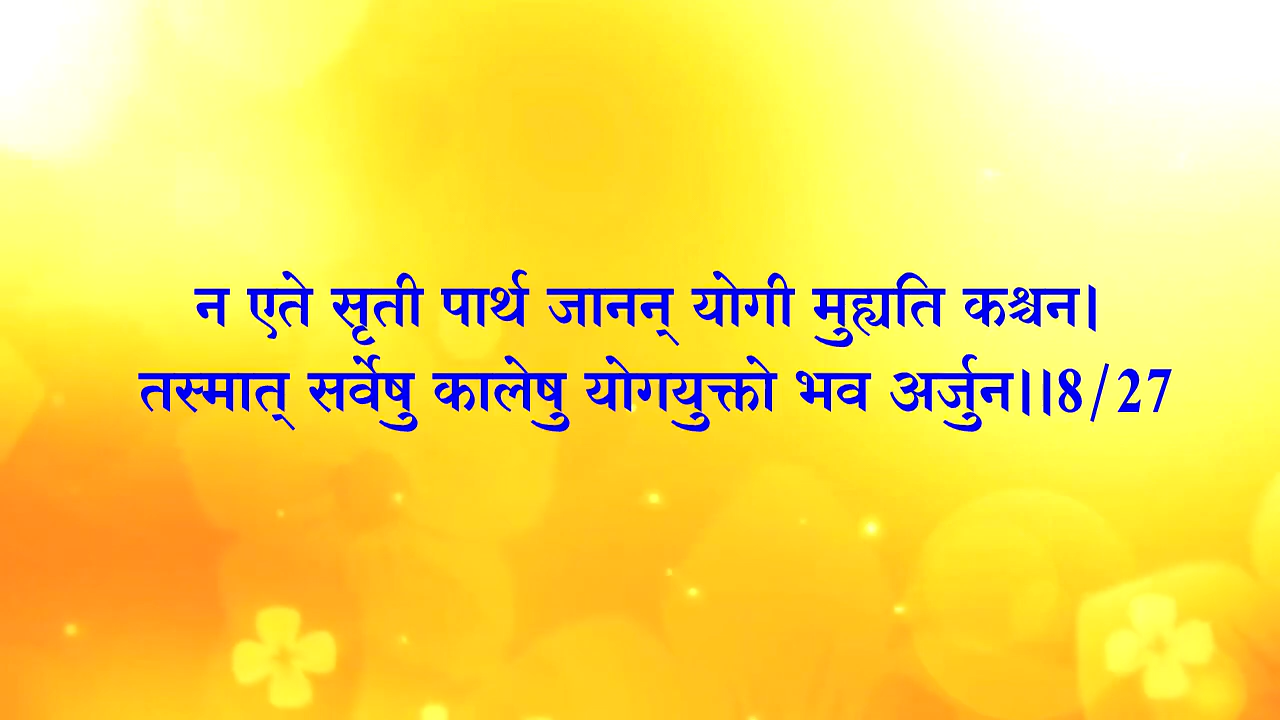 न एते सृती पार्थ जानन् योगी मुह्यति कश्चन।
तस्मात् सर्वेषु कालेषु योगयुक्तो भव अर्जुन।।8/27